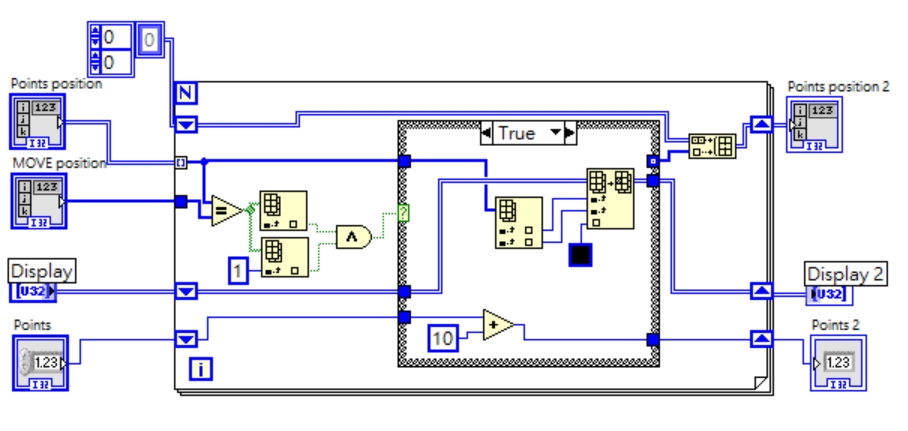 0
0
0
Points position
i
j
k
123
I32
MOVE position
i
j
k
123
I32
Display
[U32]
Points
1.23
I32
N
i
=
1
∧
?
True
10
+
Points position 2
i
j
k
123
I32
Display 2
[U32]
Points 2
1.23
I32